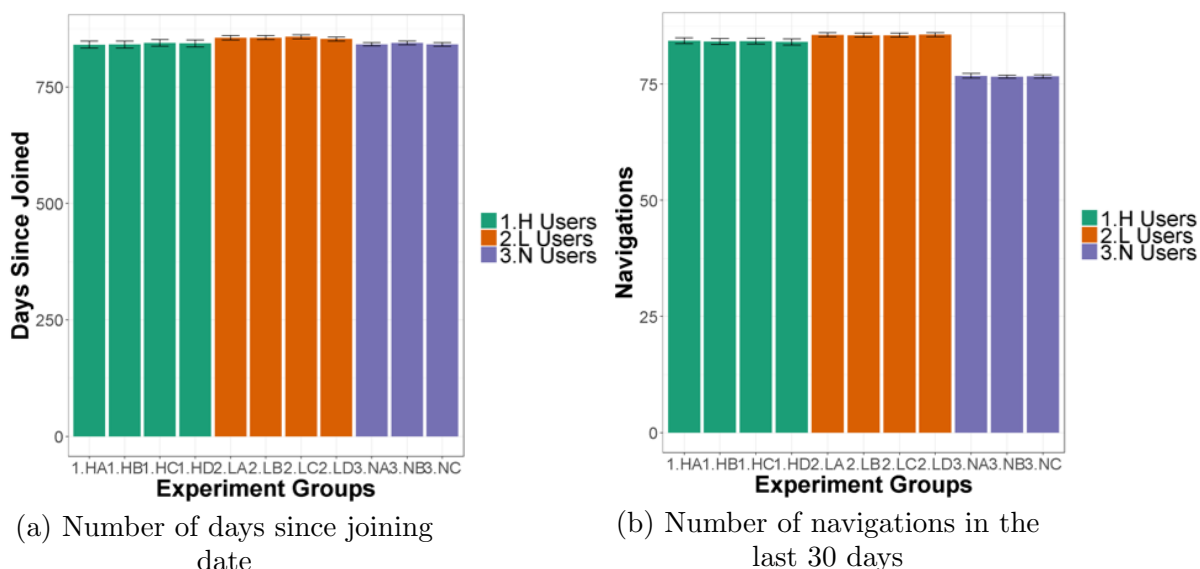 Days Since Joined
750
500
250
0
1.HA1.HB1.HC1.HD2.LA2.LB2.LC2.LD3.NA3.NB3.NC
Experiment Groups
1.H Users
2.L Users
3.N Users
(a) Number of days since joining
date
Navigations
75
50
25
0
1.HA1.HB1.HC1.HD2.LA2.LB2.LC2.LD3.NA3.NB3.NC
Experiment Groups
1.H Users
2.L Users
3.N Users
(b) Number of navigations in the
last 30 days